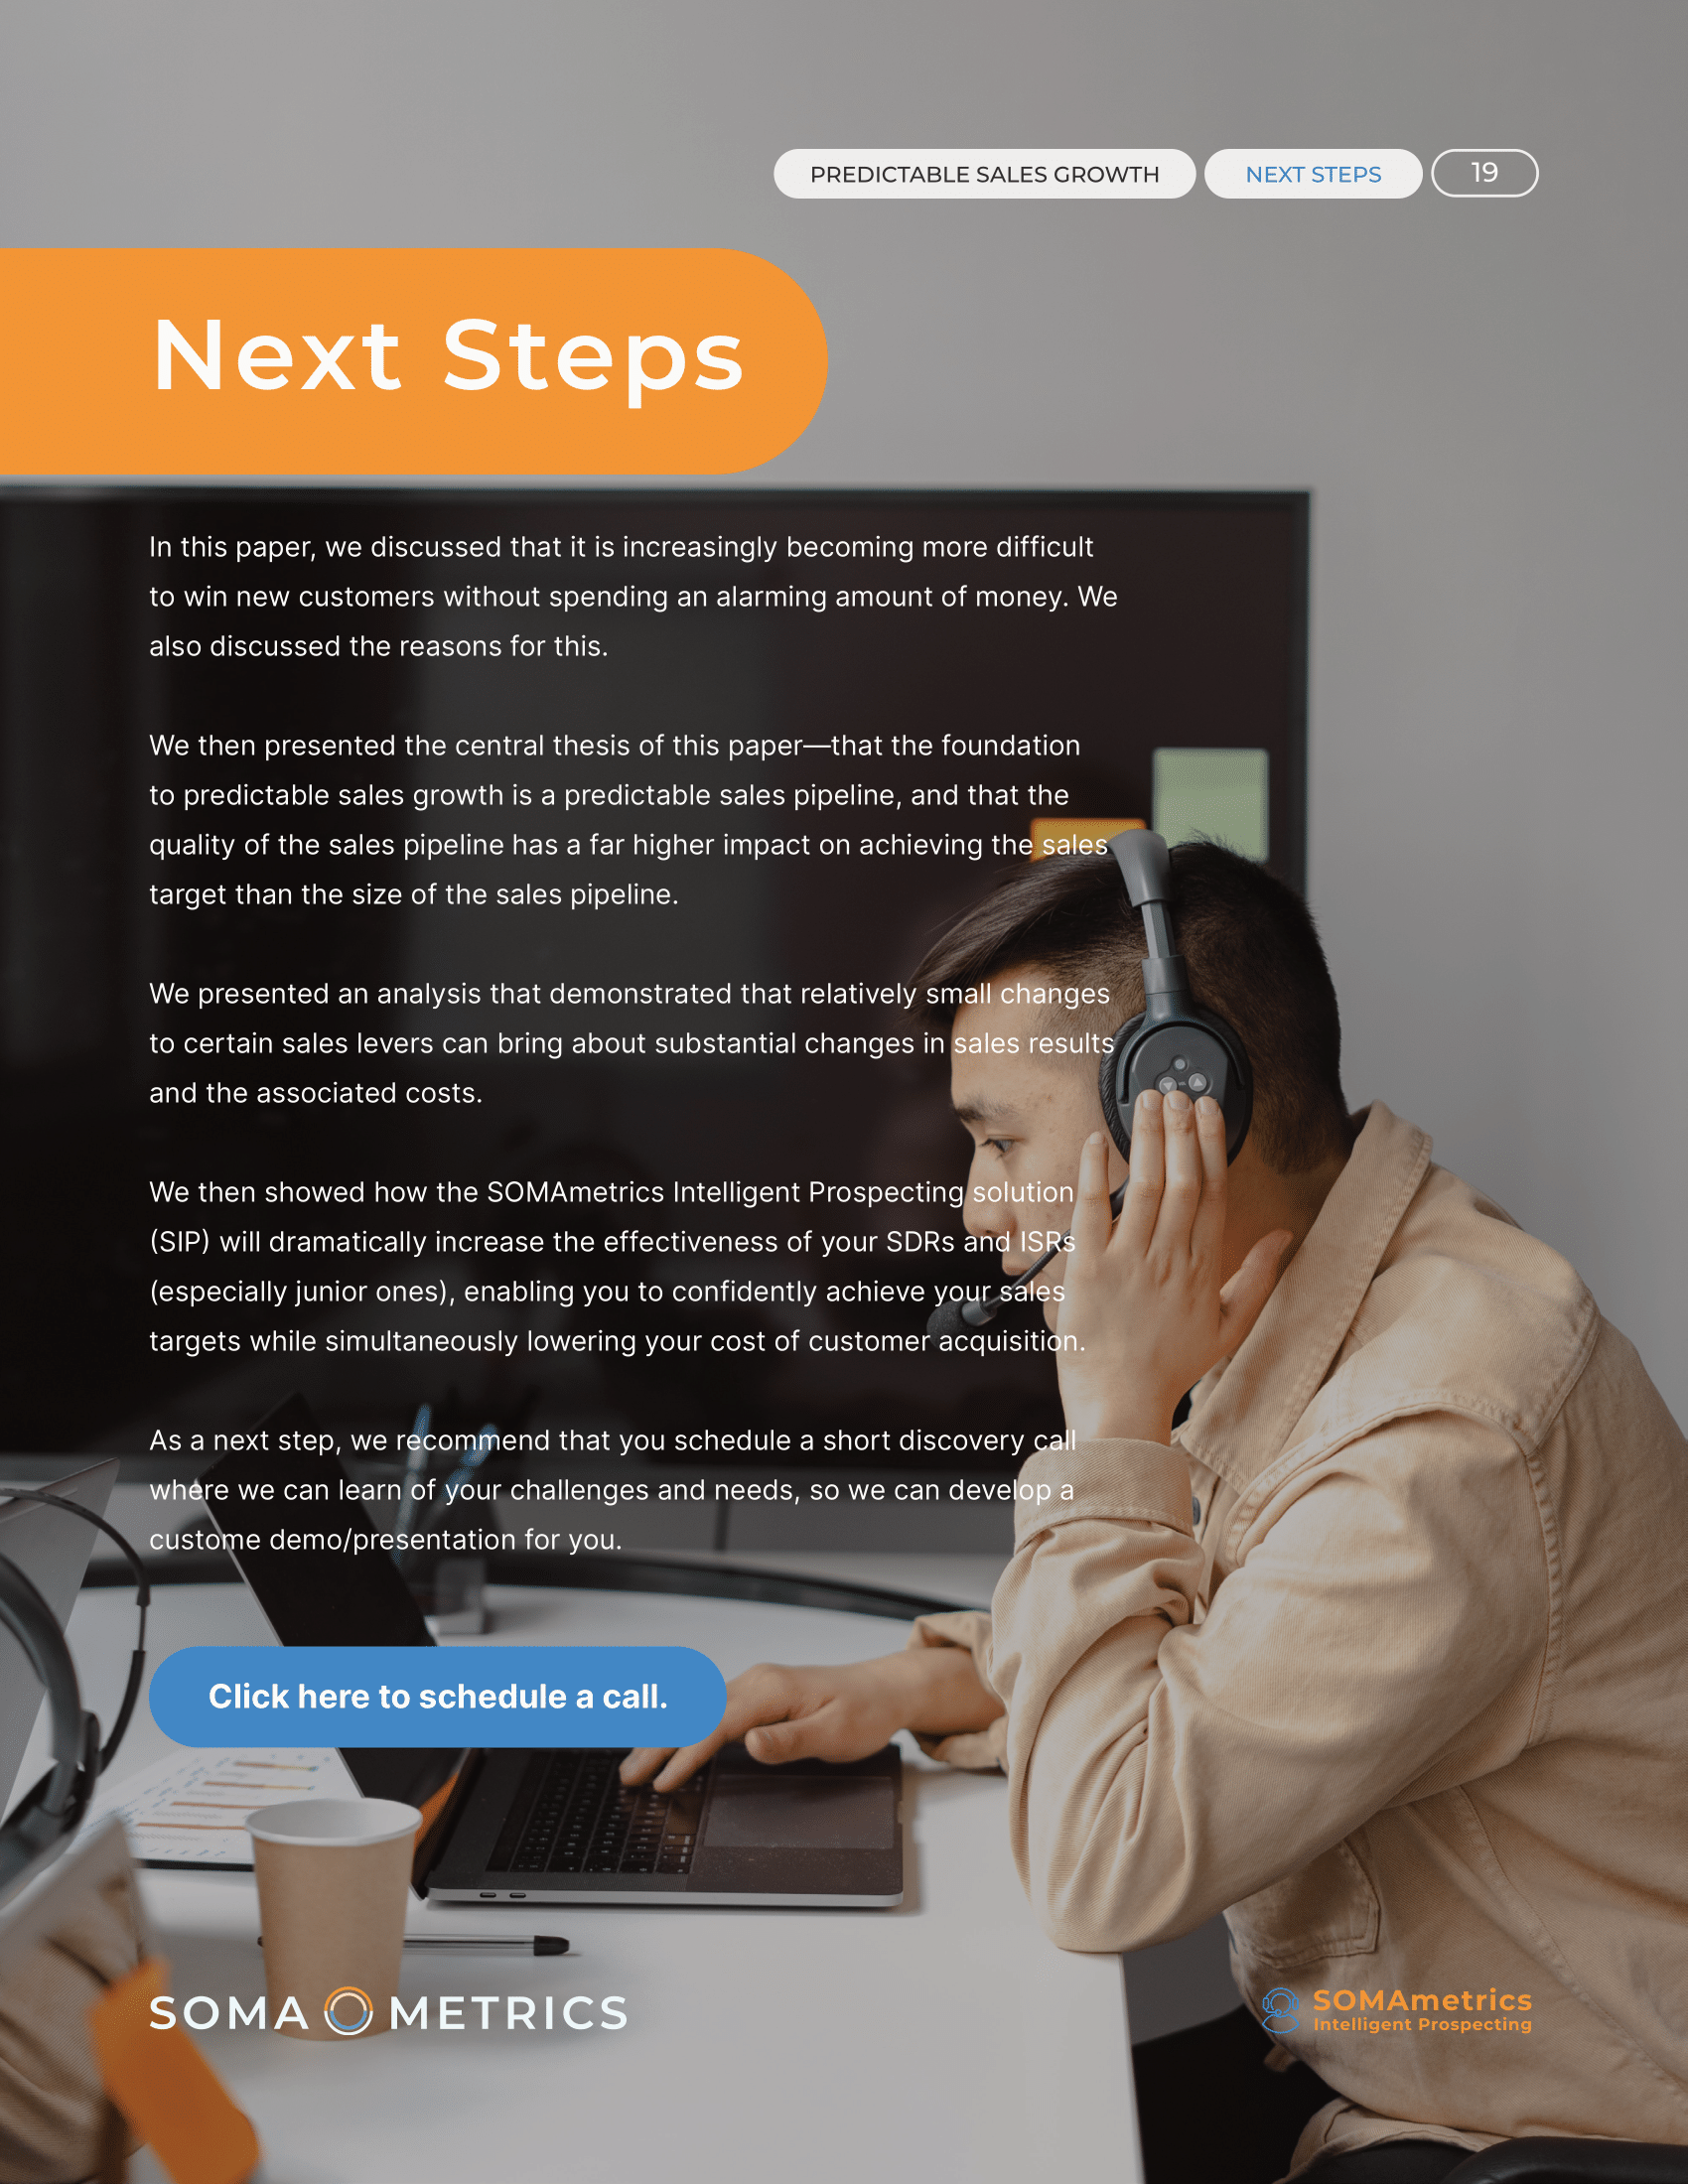 PREDICTABLE SALES GROWTH NEXT STEPS 19
Next Steps
In this paper, we discussed that it is increasingly becoming more difficult
to win new customers without spending an alarming amount of money. We
also discussed the reasons for this.
We then presented the central thesis of this paper—that the foundation
to predictable sales growth is a predictable sales pipeline, and that the
quality of the sales pipeline has a far higher impact on achieving the sales
target than the size of the sales pipeline.
We presented an analysis that demonstrated that relatively small changes
to certain sales levers can bring about substantial changes in sales results
and the associated costs.
We then showed how the SOMAmetrics Intelligent Prospecting solution
(SIP) will dramatically increase the effectiveness of your SDRs and ISRs
(especially junior ones), enabling you to confidently achieve your sales
targets while simultaneously lowering your cost of customer acquisition.
As a next step, we recommend that you schedule a short discovery call
where we can learn of your challenges and needs, so we can develop a
custome demo/presentation for you.
Click here to schedule a call.
SOMA METRICS
SOMAmetrics
Intelligent Prospecting